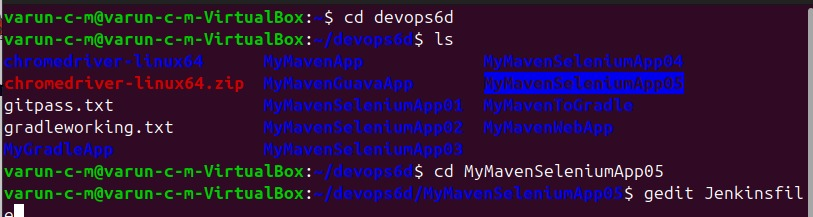 varun-c-m@varun-c-m-VirtualBox:~$ cd devops6d
varun-c-m@varun-c-m-VirtualBox:~/devops6d$ ls
chromedriver-linux64 MyMavenApp MyMavenSeleniumApp04
chromedriver-linux64.zip MyMavenGuavaApp MyMavenSeleniumApp05
gitpass.txt MyMavenSeleniumApp01 MyMavenToGradle
gradleworking.txt MyMavenSeleniumApp02 MyMavenWebApp
MyGradleApp MyMavenSeleniumApp03
varun-c-m@varun-c-m-VirtualBox:~/devops6d$ cd MyMavenSeleniumApp05
varun-c-m@varun-c-m-VirtualBox:~/devops6d/MyMavenSeleniumApp05$ gedit Jenkinsfil
e